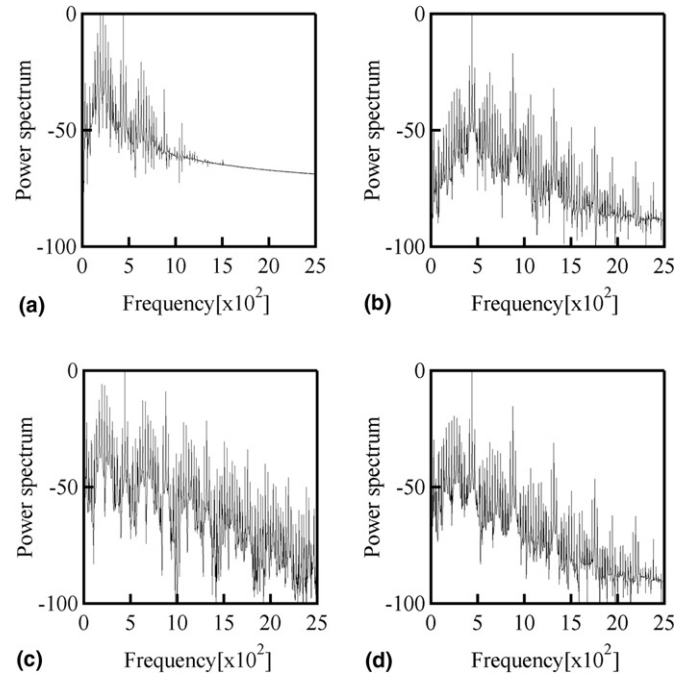 0
-50
-100
Power spectrum
0 5 10 15 20 25
Frequency[x10²]
(a)
0
-50
-100
Power spectrum
0 5 10 15 20 25
Frequency[x10²]
(b)
0
-50
-100
Power spectrum
0 5 10 15 20 25
Frequency[x10²]
(c)
0
-50
-100
Power spectrum
0 5 10 15 20 25
Frequency[x10²]
(d)